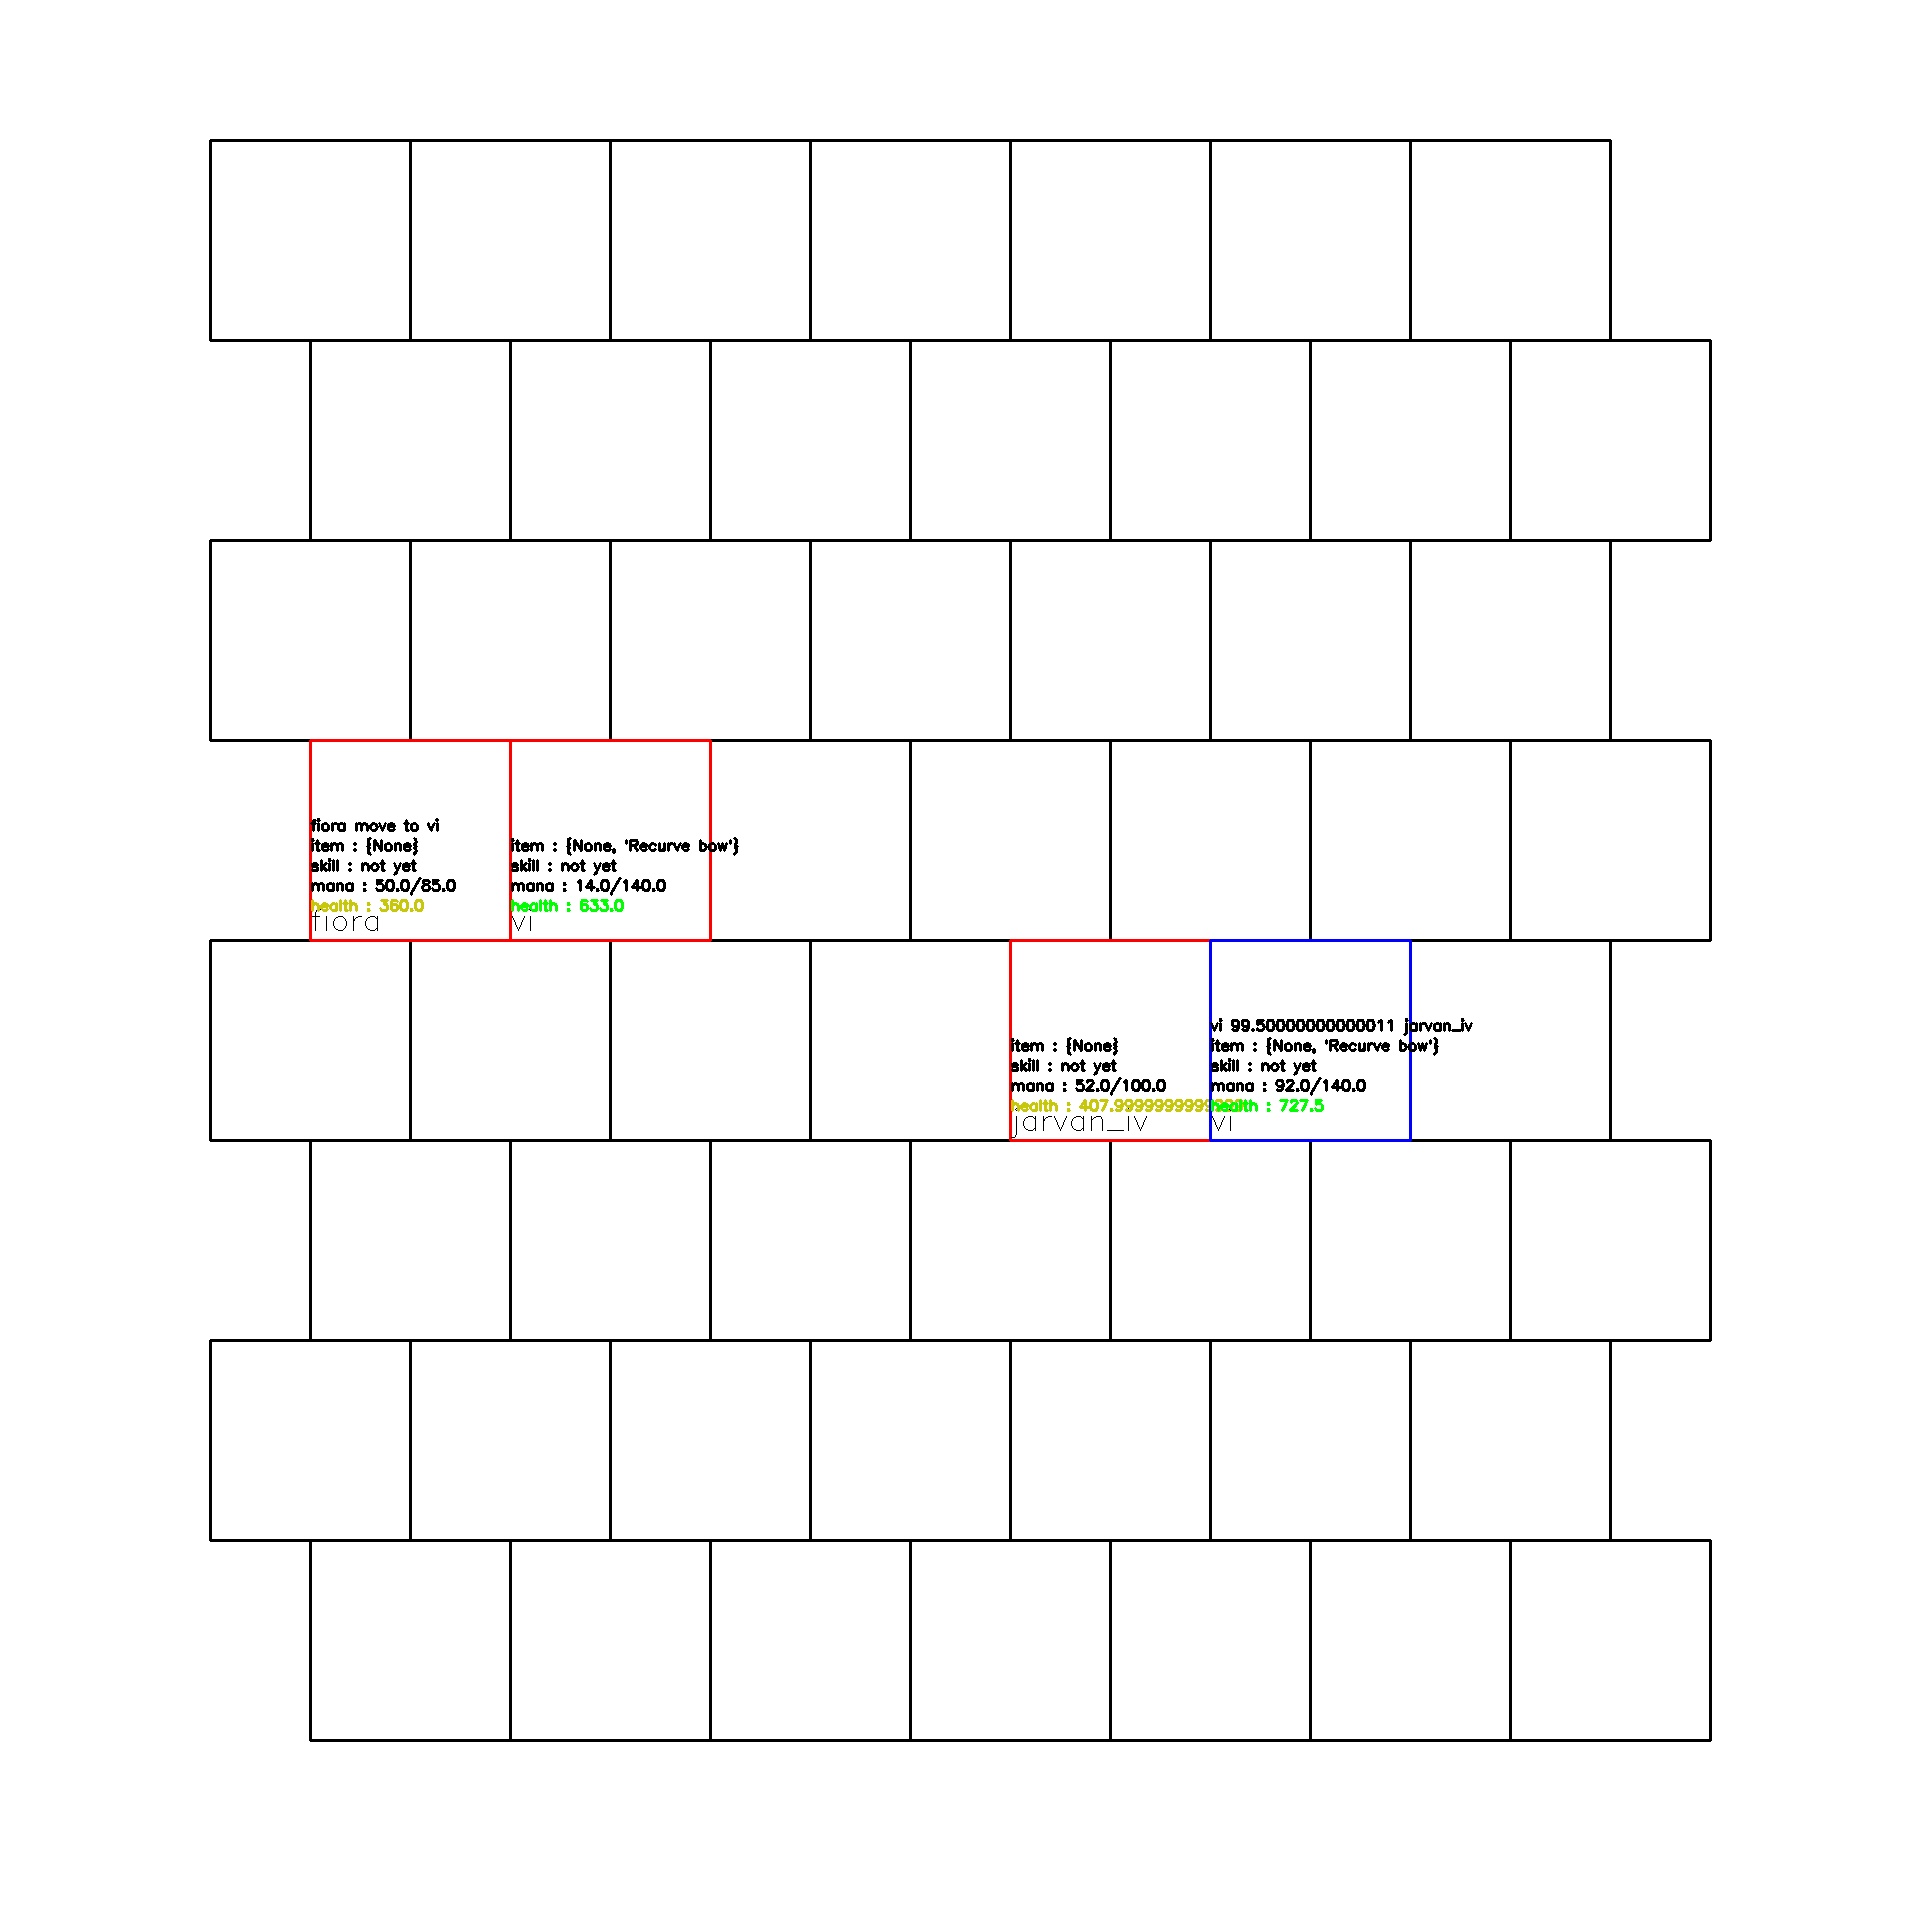 fiora move to vi
item : {None}
skill : not yet
mana : 50.0/85.0
health : 360.0
fiora
item : {None, 'Recurve bow'}
skill : not yet
mana : 14.0/140.0
health : 633.0
vi
item : {None}
skill : not yet
mana : 52.0/100.0
health :
jarvan_iv
vi 99.50000000000011 jarvan_iv
item : {None, 'Recurve bow'}
skill : not yet
mana : 92.0/140.0
health : 727.5
vi